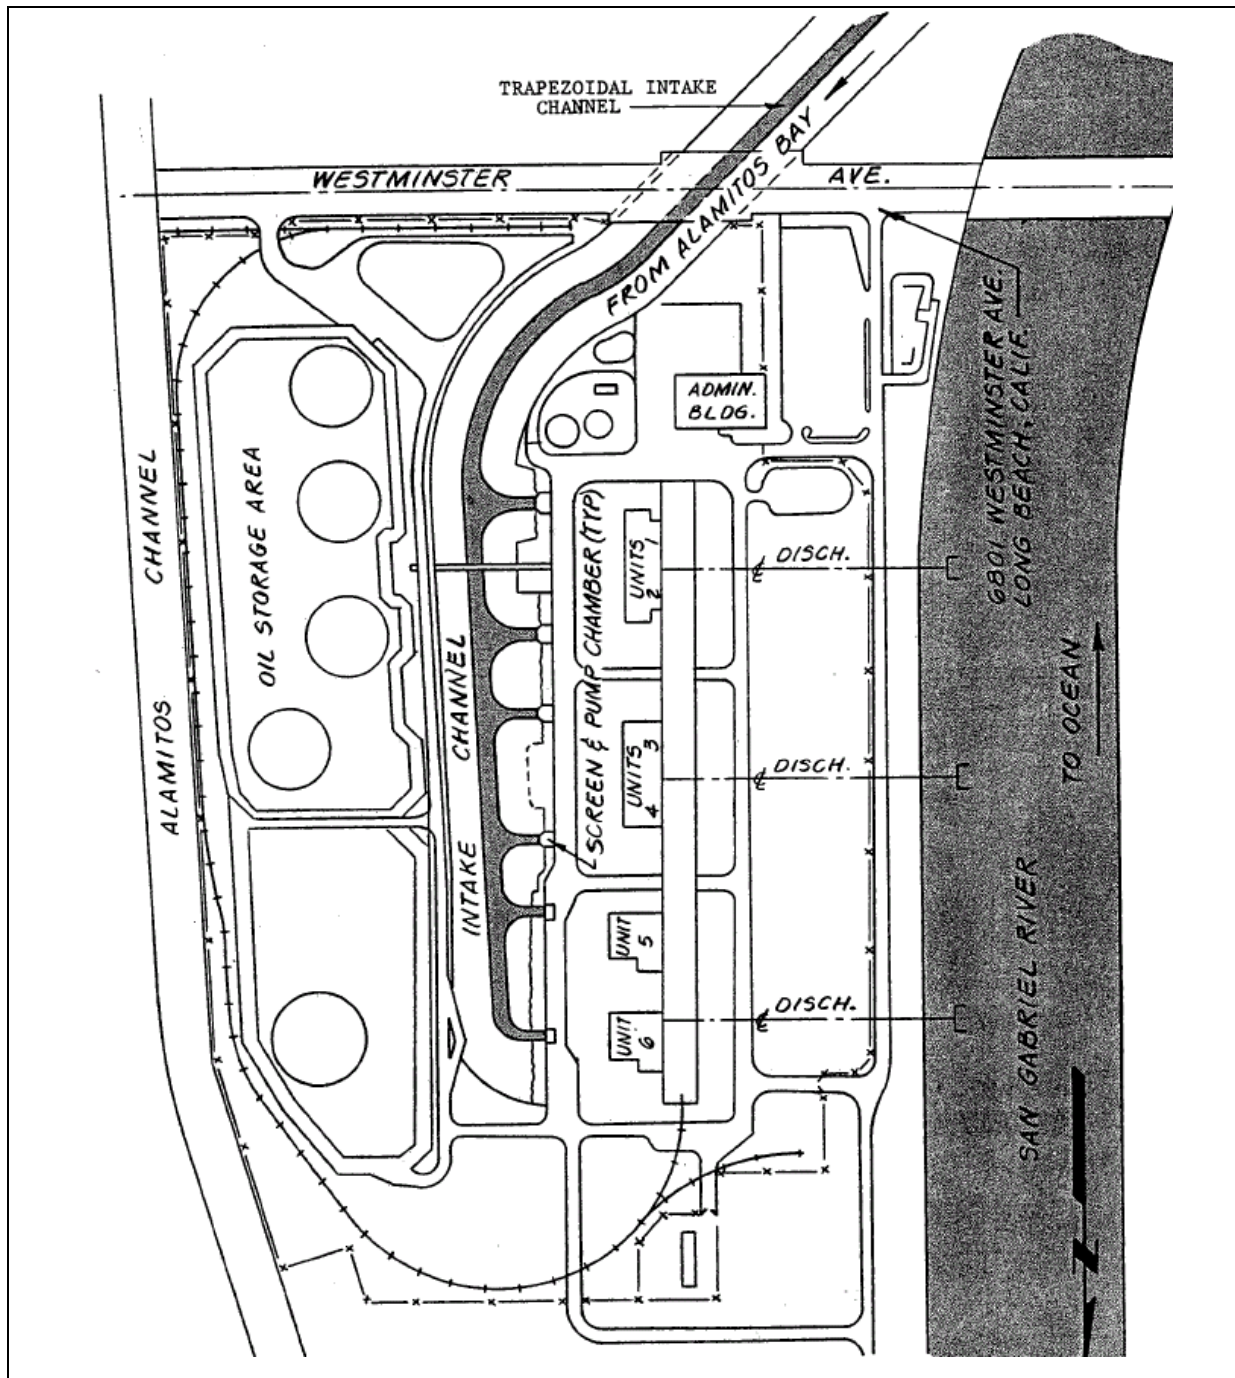 TRAPEZOIDAL INTAKE
CHANNEL
WESTMINSTER AVE.
FROM ALAMITOS BAY
ADMIN.
BLDG.
6801 WESTMINSTER AVE.
LONG BEACH, CALIF.
ALAMITOS CHANNEL
OIL STORAGE AREA
INTAKE CHANNEL
SCREEN & PUMP CHAMBER (TYP)
UNITS
1
2
DISCH.
UNITS
3
4
DISCH.
UNIT
5
UNIT
6
DISCH.
TO OCEAN
SAN GABRIEL RIVER
N